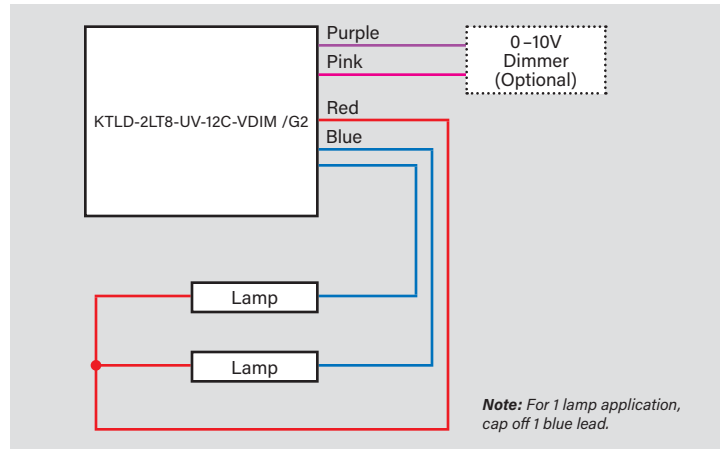 Purple
Pink
0–10V
Dimmer
(Optional)
KTLD-2LT8-UV-12C-VDIM /G2
Red
Blue
Lamp
Lamp
Note: For 1 lamp application,
cap off 1 blue lead.